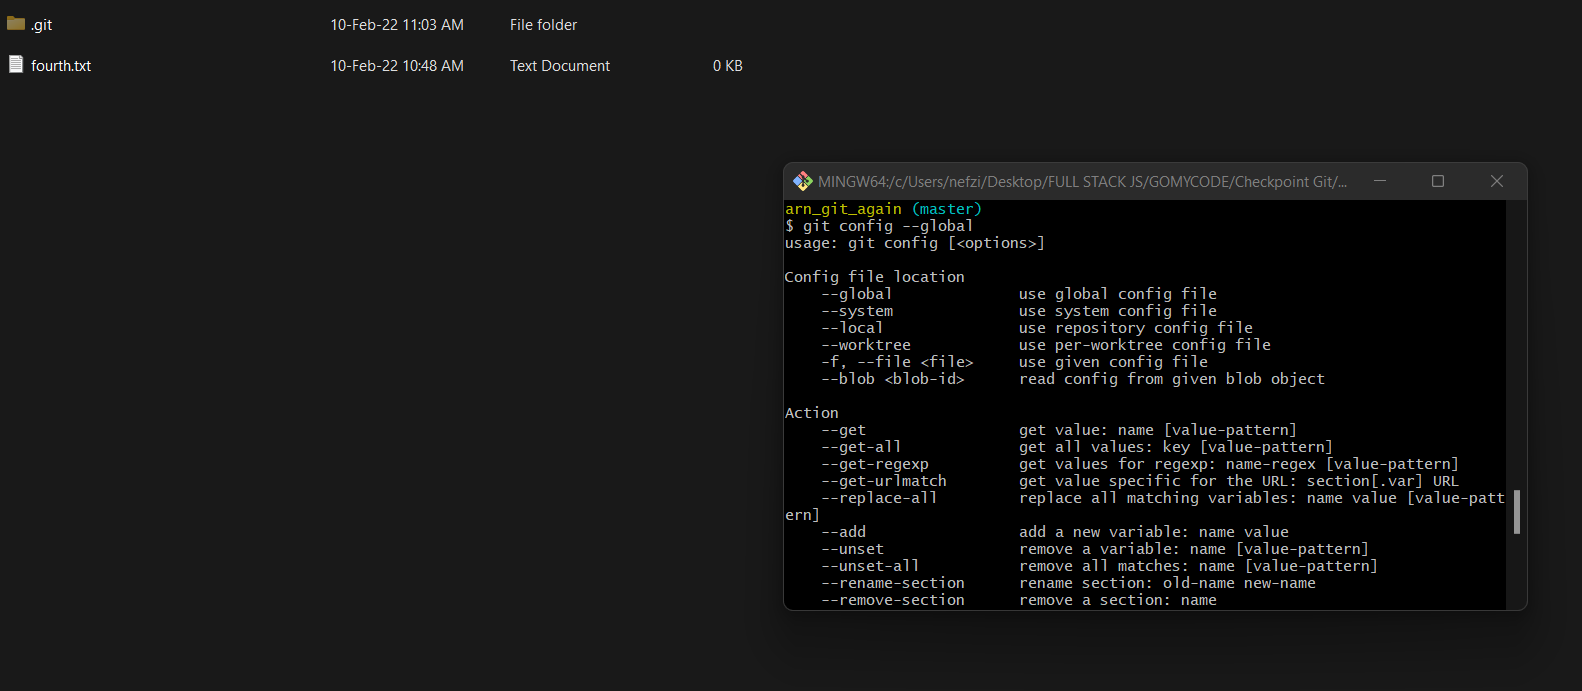 .git 10-Feb-22 11:03 AM File folder
fourth.txt 10-Feb-22 10:48 AM Text Document 0 KB
MINGW64:/c/Users/nefzi/Desktop/FULL STACK JS/GOMYCODE/Checkpoint Git/...
arn_git_again (master)
$ git config --global
usage: git config [<options>]
Config file location
--global use global config file
--system use system config file
--local use repository config file
--worktree use per-worktree config file
-f, --file <file> use given config file
--blob <blob-id> read config from given blob object
Action
--get get value: name [value-pattern]
--get-all get all values: key [value-pattern]
--get-regexp get values for regexp: name-regex [value-pattern]
--get-urlmatch get value specific for the URL: section[.var] URL
--replace-all replace all matching variables: name value [value-patt
ern]
--add add a new variable: name value
--unset remove a variable: name [value-pattern]
--unset-all remove all matches: name [value-pattern]
--rename-section rename section: old-name new-name
--remove-section remove a section: name